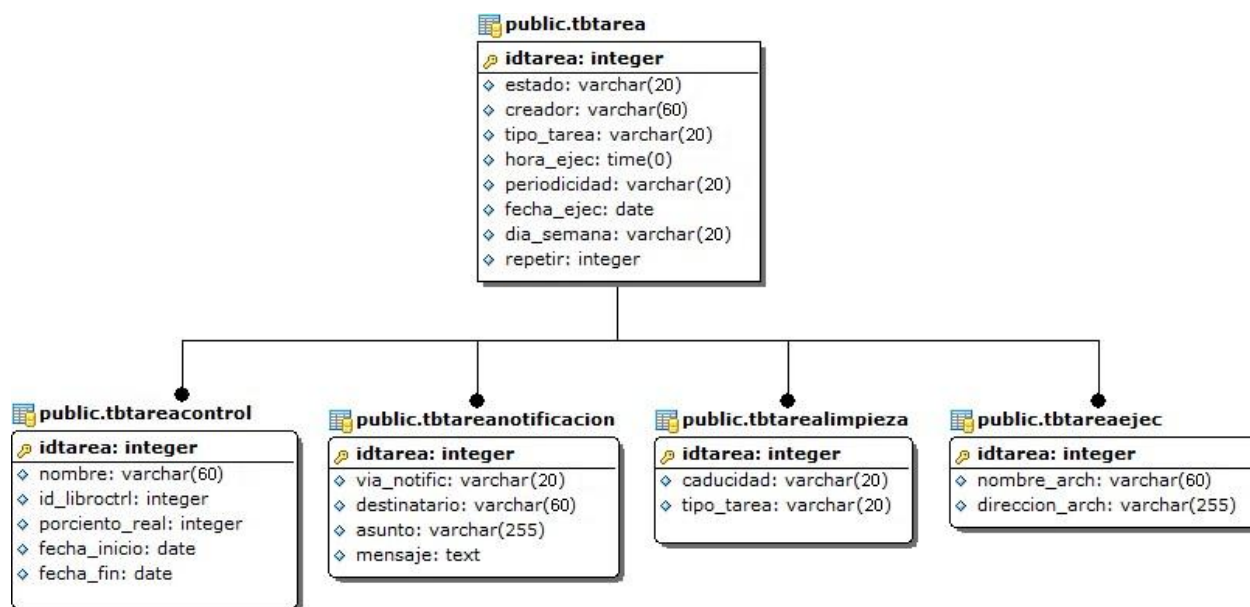 public.tbtarea
idtarea: integer
estado: varchar(20)
creador: varchar(60)
tipo_tarea: varchar(20)
hora_ejec: time(0)
periodicidad: varchar(20)
fecha_ejec: date
dia_semana: varchar(20)
repetir: integer
public.tbtareacontrol
idtarea: integer
nombre: varchar(60)
id_libroctrl: integer
porciento_real: integer
fecha_inicio: date
fecha_fin: date
public.tbtareanotificacion
idtarea: integer
via_notific: varchar(20)
destinatario: varchar(60)
asunto: varchar(255)
mensaje: text
public.tbtarealimpieza
idtarea: integer
caducidad: varchar(20)
tipo_tarea: varchar(20)
public.tbtareaejec
idtarea: integer
nombre_arch: varchar(60)
direccion_arch: varchar(255)